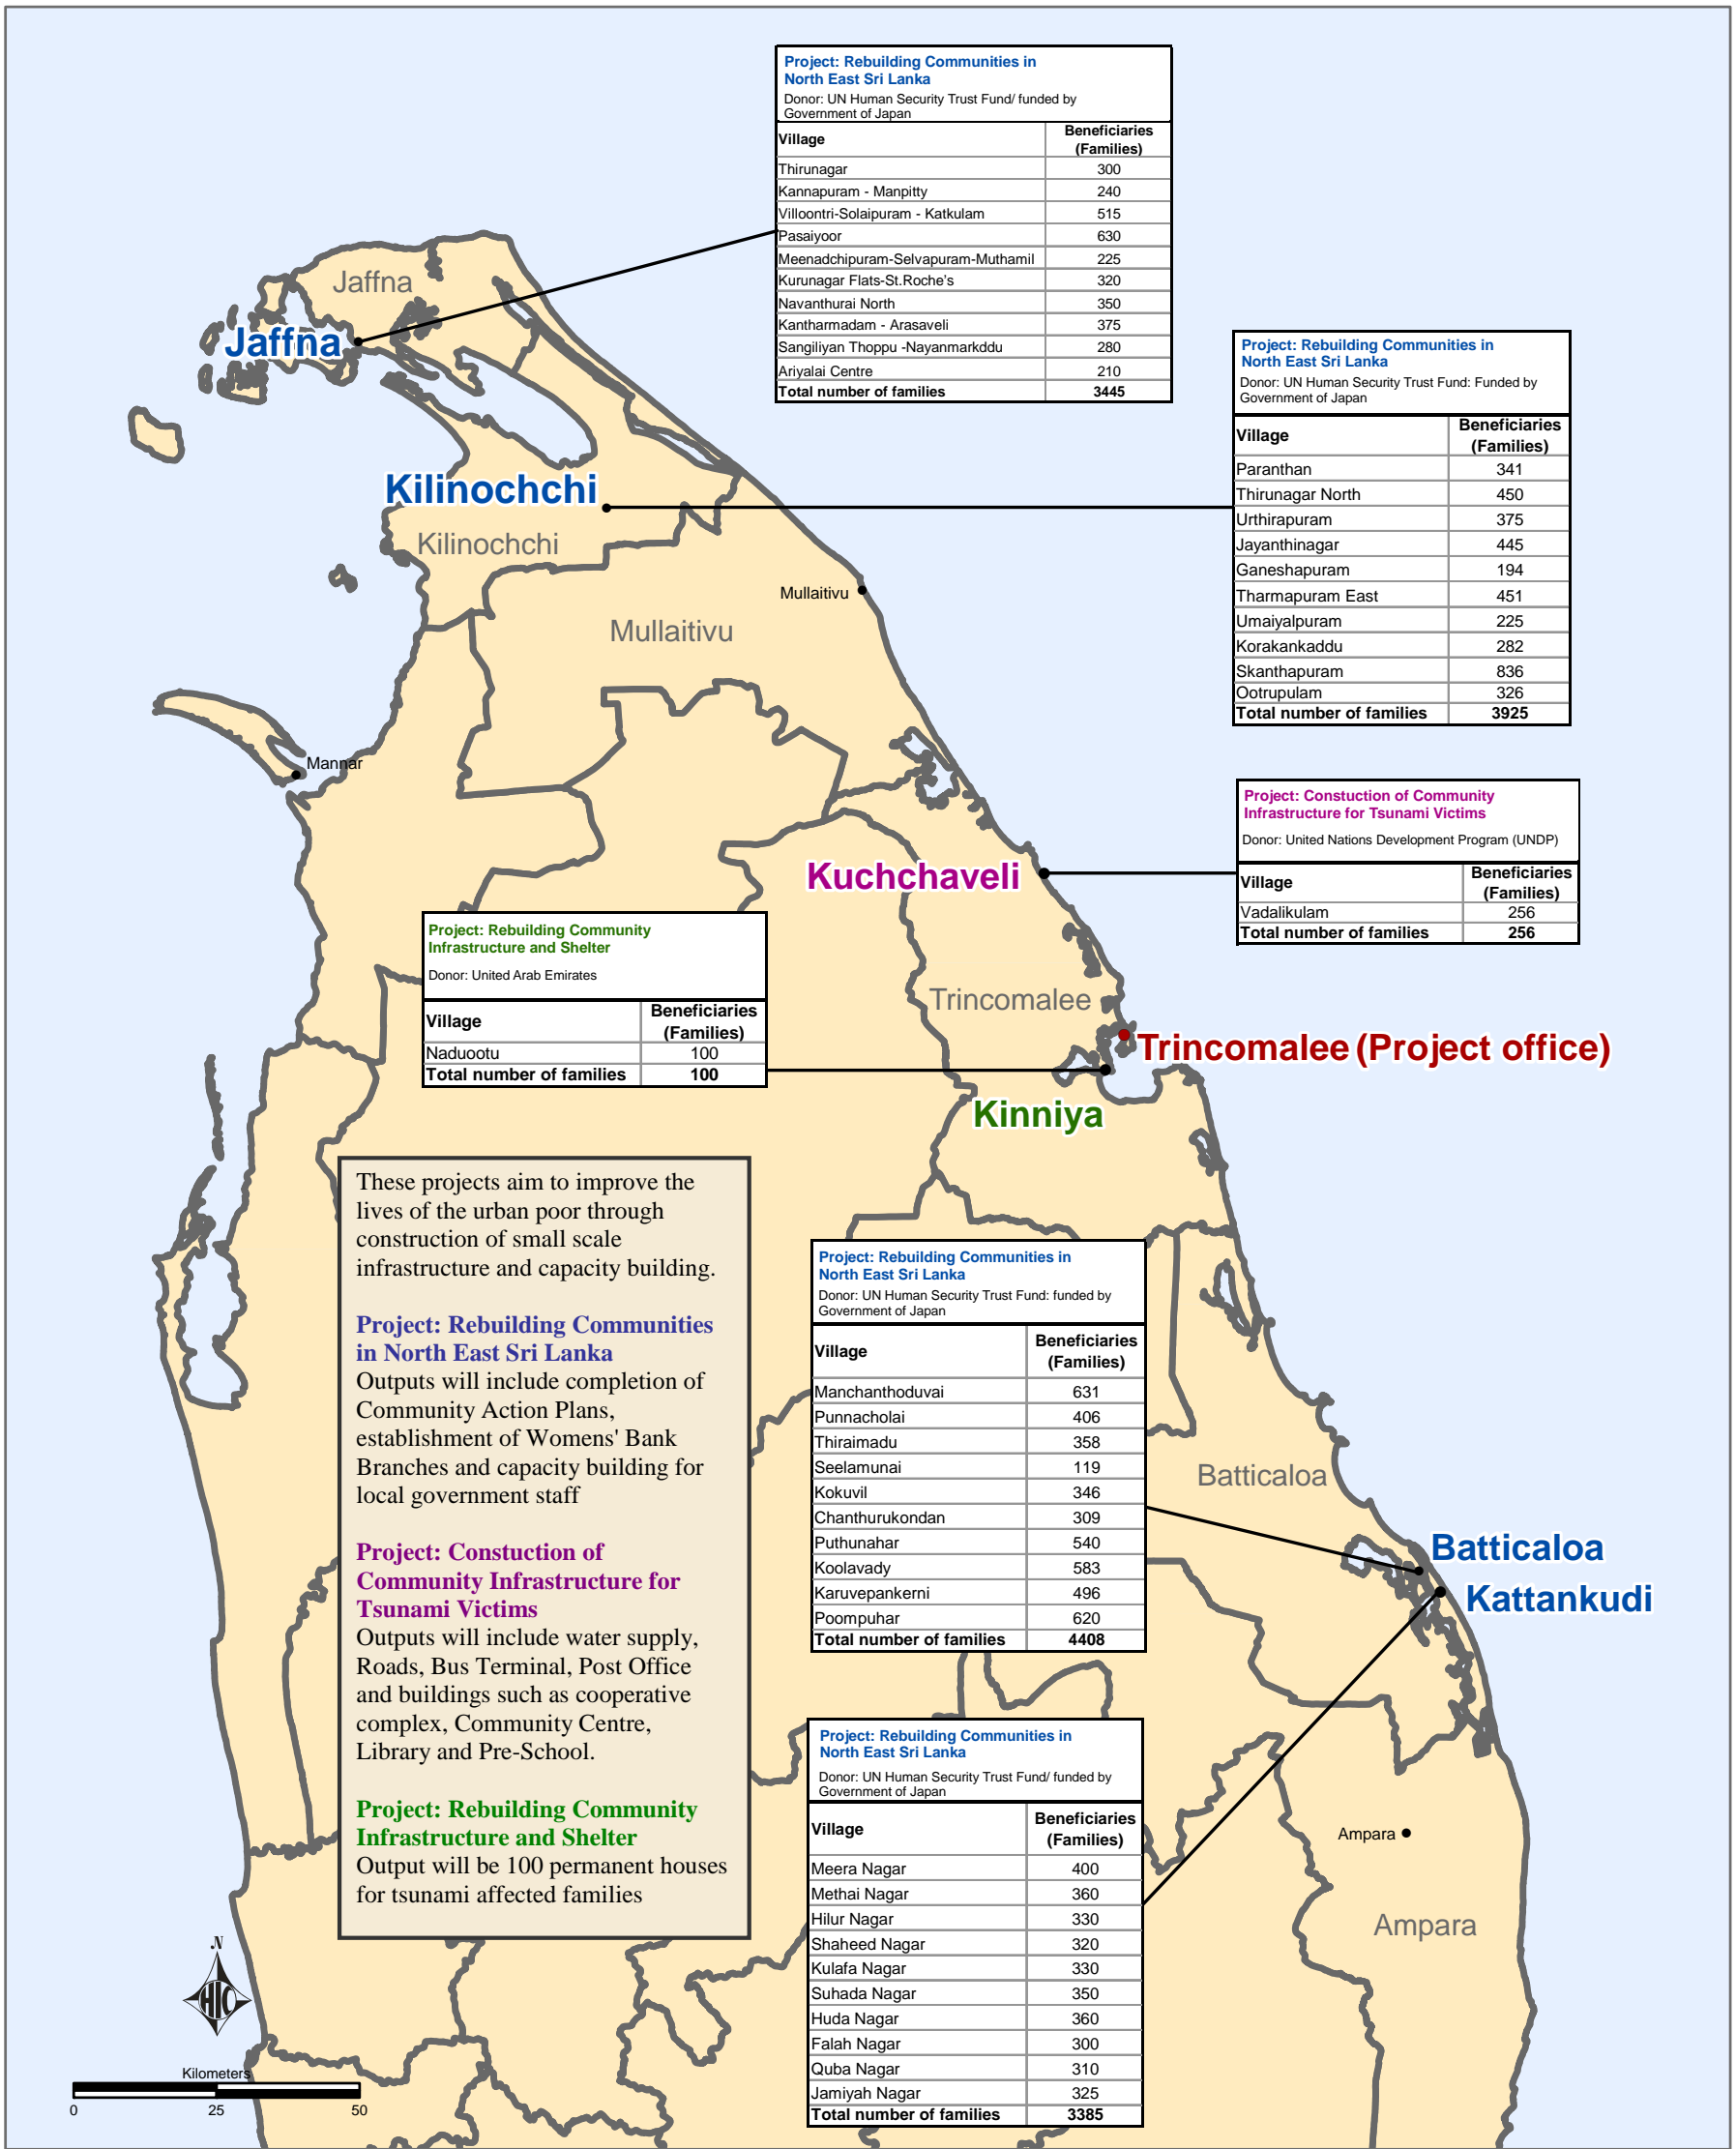 Project: Rebuilding Communities in
North East Sri Lanka
Donor: UN Human Security Trust Fund/ funded by
Government of Japan
Village Beneficiaries
(Families)
Thirunagar 300
Kannapuram - Manpitty 240
Villoontri-Solaipuram - Katkulam 515
Pasaiyoor 630
Meenadchipuram-Selvapuram-Muthamil 225
Kurunagar Flats-St.Roche's 320
Navanthurai North 350
Kantharmadam - Arasaveli 375
Sangiliyan Thoppu -Nayanmarkddu 280
Ariyalai Centre 210
Total number of families 3445
Jaffna
Jaffna
Project: Rebuilding Communities in
North East Sri Lanka
Donor: UN Human Security Trust Fund: Funded by
Government of Japan
Village Beneficiaries
(Families)
Paranthan 341
Thirunagar North 450
Urthirapuram 375
Jayanthinagar 445
Ganeshapuram 194
Tharmapuram East 451
Umaiyalpuram 225
Korakankaddu 282
Skanthapuram 836
Ootrupulam 326
Total number of families 3925
Kilinochchi
Kilinochchi
Mullaitivu
Mullaitivu
Mannar
Project: Constuction of Community
Infrastructure for Tsunami Victims
Donor: United Nations Development Program (UNDP)
Village Beneficiaries
(Families)
Vadalikulam 256
Total number of families 256
Kuchchaveli
Project: Rebuilding Community
Infrastructure and Shelter
Donor: United Arab Emirates
Village Beneficiaries
(Families)
Naduootu 100
Total number of families 100
Trincomalee
Trincomalee (Project office)
Kinniya
These projects aim to improve the
lives of the urban poor through
construction of small scale
infrastructure and capacity building.
Project: Rebuilding Communities
in North East Sri Lanka
Outputs will include completion of
Community Action Plans,
establishment of Womens' Bank
Branches and capacity building for
local government staff
Project: Constuction of
Community Infrastructure for
Tsunami Victims
Outputs will include water supply,
Roads, Bus Terminal, Post Office
and buildings such as cooperative
complex, Community Centre,
Library and Pre-School.
Project: Rebuilding Community
Infrastructure and Shelter
Output will be 100 permanent houses
for tsunami affected families
Project: Rebuilding Communities in
North East Sri Lanka
Donor: UN Human Security Trust Fund: funded by
Government of Japan
Village Beneficiaries
(Families)
Manchanthoduvai 631
Punnacholai 406
Thiraimadu 358
Seelamunai 119
Kokuvil 346
Chanthurukondan 309
Puthunahar 540
Koolavady 583
Karuvepankerni 496
Poompuhar 620
Total number of families 4408
Batticaloa
Batticaloa
Kattankudi
Project: Rebuilding Communities in
North East Sri Lanka
Donor: UN Human Security Trust Fund/ funded by
Government of Japan
Village Beneficiaries
(Families)
Meera Nagar 400
Methai Nagar 360
Hilur Nagar 330
Shaheed Nagar 320
Kulafa Nagar 330
Suhada Nagar 350
Huda Nagar 360
Falah Nagar 300
Quba Nagar 310
Jamiyah Nagar 325
Total number of families 3385
Ampara
Ampara
N
HIC
Kilometers
0 25 50